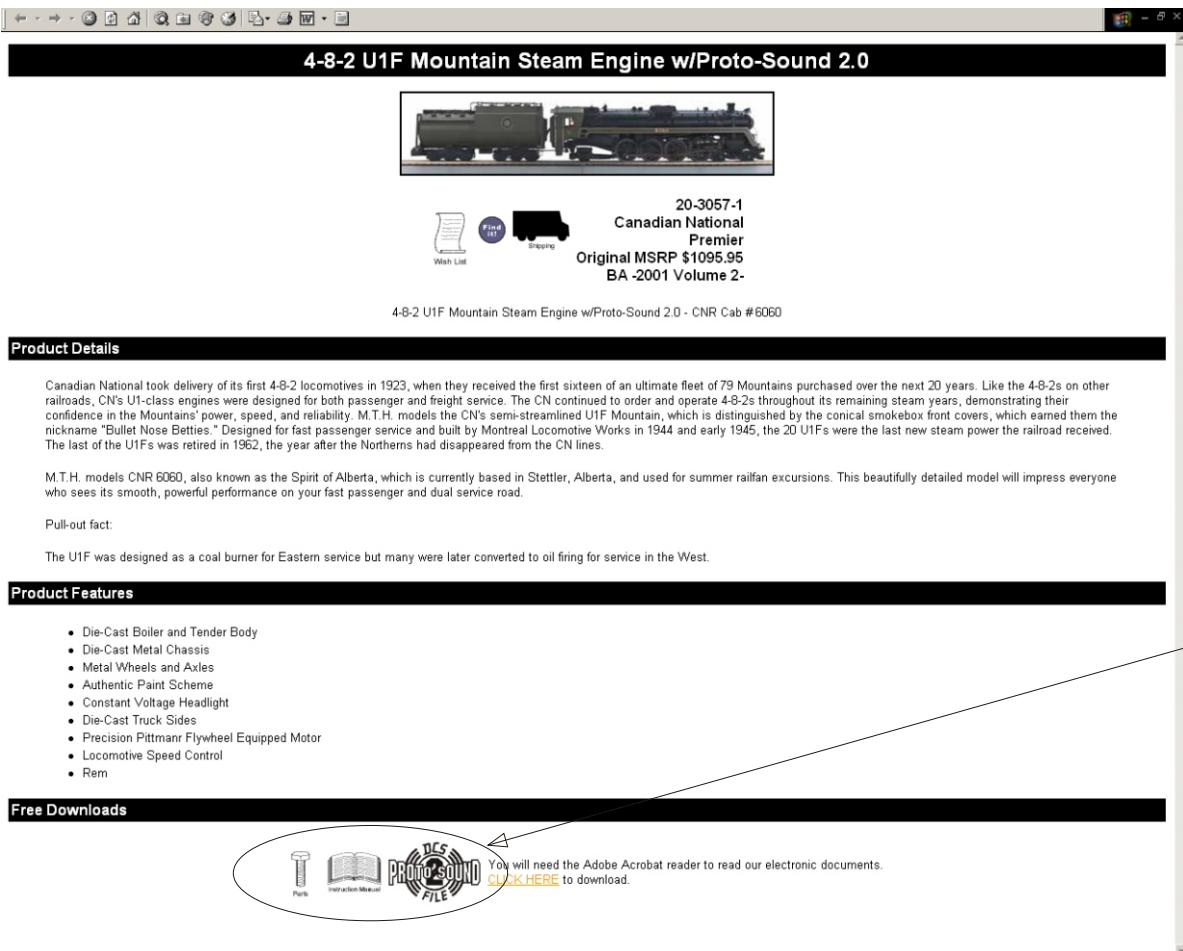 4-8-2 U1F Mountain Steam Engine w/Proto-Sound 2.0
Wish List
Find it!
Shipping
20-3057-1
Canadian National
Premier
Original MSRP $1095.95
BA -2001 Volume 2-
4-8-2 U1F Mountain Steam Engine w/Proto-Sound 2.0 - CNR Cab #6060
Product Details
Canadian National took delivery of its first 4-8-2 locomotives in 1923, when they received the first sixteen of an ultimate fleet of 79 Mountains purchased over the next 20 years. Like the 4-8-2s on other
railroads, CN's U1-class engines were designed for both passenger and freight service. The CN continued to order and operate 4-8-2s throughout its remaining steam years, demonstrating their
confidence in the Mountains' power, speed, and reliability. M.T.H. models the CN's semi-streamlined U1F Mountain, which is distinguished by the conical smokebox front covers, which earned them the
nickname "Bullet Nose Betties." Designed for fast passenger service and built by Montreal Locomotive Works in 1944 and early 1945, the 20 U1Fs were the last new steam power the railroad received.
The last of the U1Fs was retired in 1962, the year after the Northerns had disappeared from the CN lines.
M.T.H. models CNR 6060, also known as the Spirit of Alberta, which is currently based in Stettler, Alberta, and used for summer railfan excursions. This beautifully detailed model will impress everyone
who sees its smooth, powerful performance on your fast passenger and dual service road.
Pull-out fact:
The U1F was designed as a coal burner for Eastern service but many were later converted to oil firing for service in the West.
Product Features
• Die-Cast Boiler and Tender Body
• Die-Cast Metal Chassis
• Metal Wheels and Axles
• Authentic Paint Scheme
• Constant Voltage Headlight
• Die-Cast Truck Sides
• Precision Pittmanr Flywheel Equipped Motor
• Locomotive Speed Control
• Rem
Free Downloads
Parts
Instruction Manual
DCS
PROTO SOUND 2
FILE
You will need the Adobe Acrobat reader to read our electronic documents.
CLICK HERE to download.